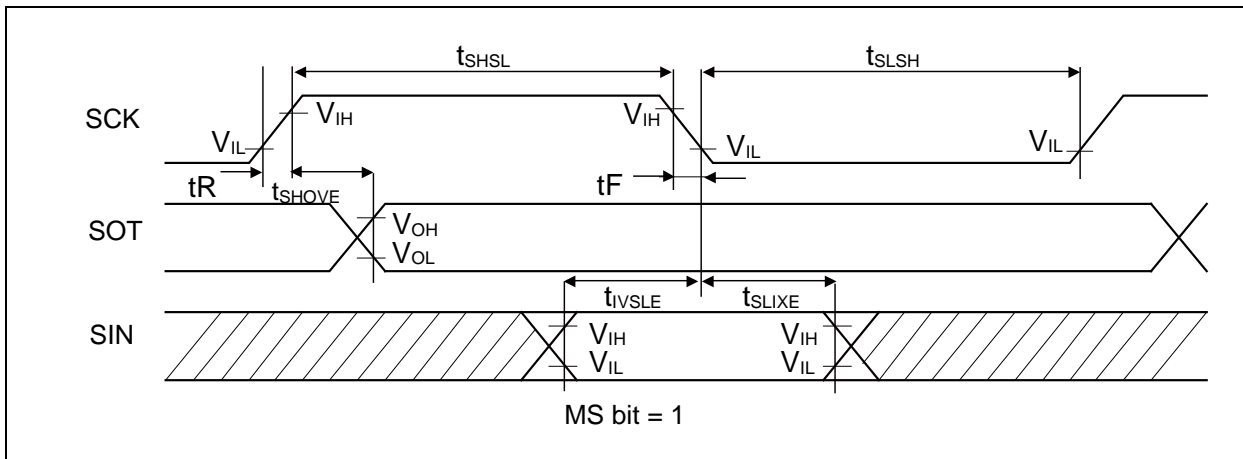 tSHSL
tSLSH
SCK
VIH
VIH
VIL
VIL
VIL
tR
tSHOVE
tF
SOT
VOH
VOL
tIVSLE
tSLIXE
SIN
VIH
VIH
VIL
VIL
MS bit = 1